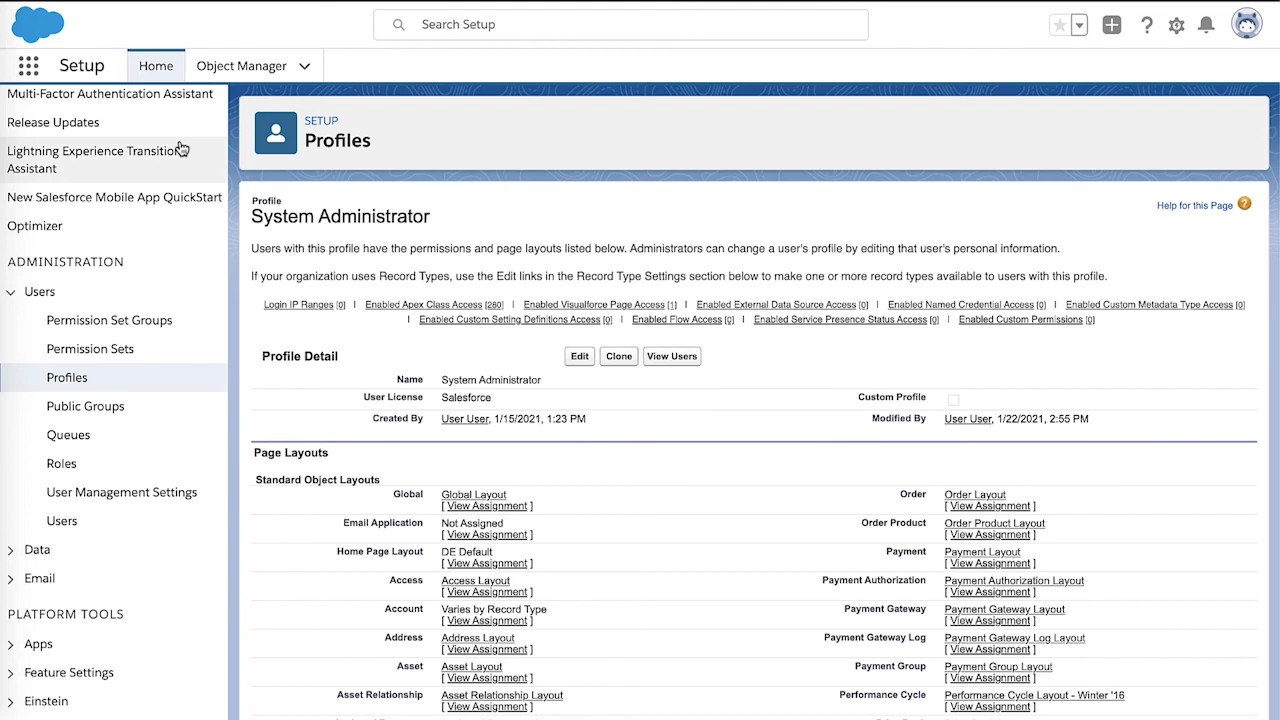 Search Setup
Setup
Home
Object Manager
Multi-Factor Authentication Assistant
Release Updates
Lightning Experience Transition
Assistant
New Salesforce Mobile App QuickStart
Optimizer
ADMINISTRATION
Users
Permission Set Groups
Permission Sets
Profiles
Public Groups
Queues
Roles
User Management Settings
Users
Data
Email
PLATFORM TOOLS
Apps
Feature Settings
Einstein
SETUP
Profiles
Profile
System Administrator
Help for this Page ?
Users with this profile have the permissions and page layouts listed below. Administrators can change a user's profile by editing that user's personal information.
If your organization uses Record Types, use the Edit links in the Record Type Settings section below to make one or more record types available to users with this profile.
Login IP Ranges [0] | Enabled Apex Class Access [280] | Enabled Visualforce Page Access [1] | Enabled External Data Source Access [0] | Enabled Named Credential Access [0] | Enabled Custom Metadata Type Access [0]
| Enabled Custom Setting Definitions Access [0] | Enabled Flow Access [0] | Enabled Service Presence Status Access [0] | Enabled Custom Permissions [0]
Profile Detail Edit Clone View Users
Name System Administrator
User License Salesforce Custom Profile
Created By User User, 1/15/2021, 1:23 PM Modified By User User, 1/22/2021, 2:55 PM
Page Layouts
Standard Object Layouts
Global Global Layout Order Order Layout
[ View Assignment ] [ View Assignment ]
Email Application Not Assigned Order Product Order Product Layout
[ View Assignment ] [ View Assignment ]
Home Page Layout DE Default Payment Payment Layout
[ View Assignment ] [ View Assignment ]
Access Access Layout Payment Authorization Payment Authorization Layout
[ View Assignment ] [ View Assignment ]
Account Varies by Record Type Payment Gateway Payment Gateway Layout
[ View Assignment ] [ View Assignment ]
Address Address Layout Payment Gateway Log Payment Gateway Log Layout
[ View Assignment ] [ View Assignment ]
Asset Asset Layout Payment Group Payment Group Layout
[ View Assignment ] [ View Assignment ]
Asset Relationship Asset Relationship Layout Performance Cycle Performance Cycle Layout - Winter '16
[ View Assignment ] [ View Assignment ]